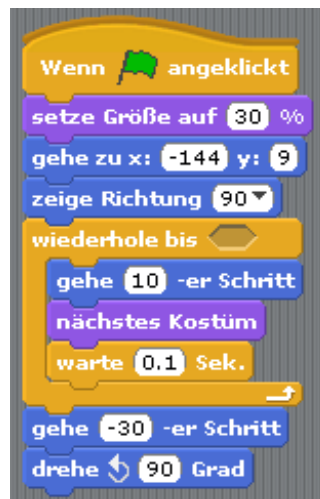 Wenn angeklickt
setze Größe auf 30 %
gehe zu x: -144 y: 9
zeige Richtung 90
wiederhole bis
gehe 10 -er Schritt
nächstes Kostüm
warte 0.1 Sek.
gehe -30 -er Schritt
drehe 90 Grad